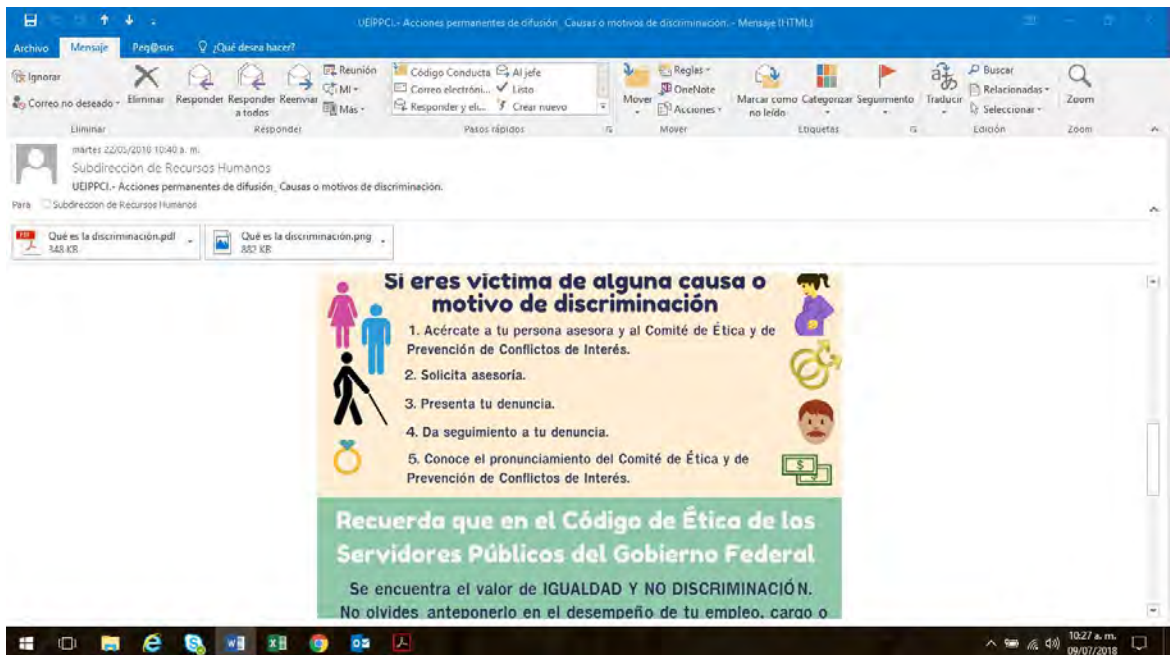 UEIPPCI.- Acciones permanentes de difusión_ Causas o motivos de discriminación. - Mensaje (HTML)
Archivo Mensaje Peg@sus ¿Qué desea hacer?
Ignorar
Correo no deseado
Eliminar
Responder
Responder a todos
Reenviar
Reunión
MI
Más
Código Conducta
Correo electróni...
Responder y eli...
Al jefe
Listo
Crear nuevo
Mover
Reglas
OneNote
Acciones
Marcar como no leído
Categorizar
Seguimiento
Traducir
Buscar
Relacionadas
Seleccionar
Zoom
Eliminar Responder Pasos rápidos Mover Etiquetas Edición Zoom
martes 22/05/2018 10:40 a. m.
Subdirección de Recursos Humanos
UEIPPCI.- Acciones permanentes de difusión_ Causas o motivos de discriminación.
Para Subdirección de Recursos Humanos
Qué es la discriminación.pdf
348 KB
Qué es la discriminación.png
882 KB
Si eres victima de alguna causa o
motivo de discriminación
1. Acércate a tu persona asesora y al Comité de Ética y de
Prevención de Conflictos de Interés.
2. Solicita asesoría.
3. Presenta tu denuncia.
4. Da seguimiento a tu denuncia.
5. Conoce el pronunciamiento del Comité de Ética y de
Prevención de Conflictos de Interés.
Recuerda que en el Código de Ética de los
Servidores Públicos del Gobierno Federal
Se encuentra el valor de IGUALDAD Y NO DISCRIMINACIÓN.
No olvides anteponerlo en el desempeño de tu empleo, cargo o
10:27 a. m.
09/07/2018